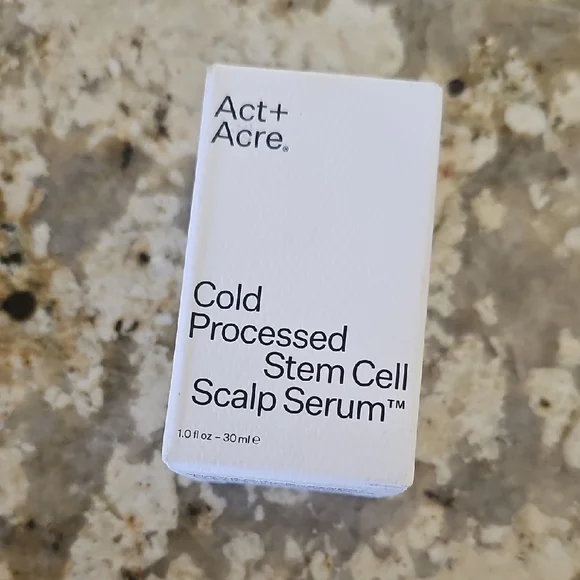 Act+
Acre®
Cold
Processed
Stem Cell
Scalp Serum™
1.0 fl oz – 30 ml ℮